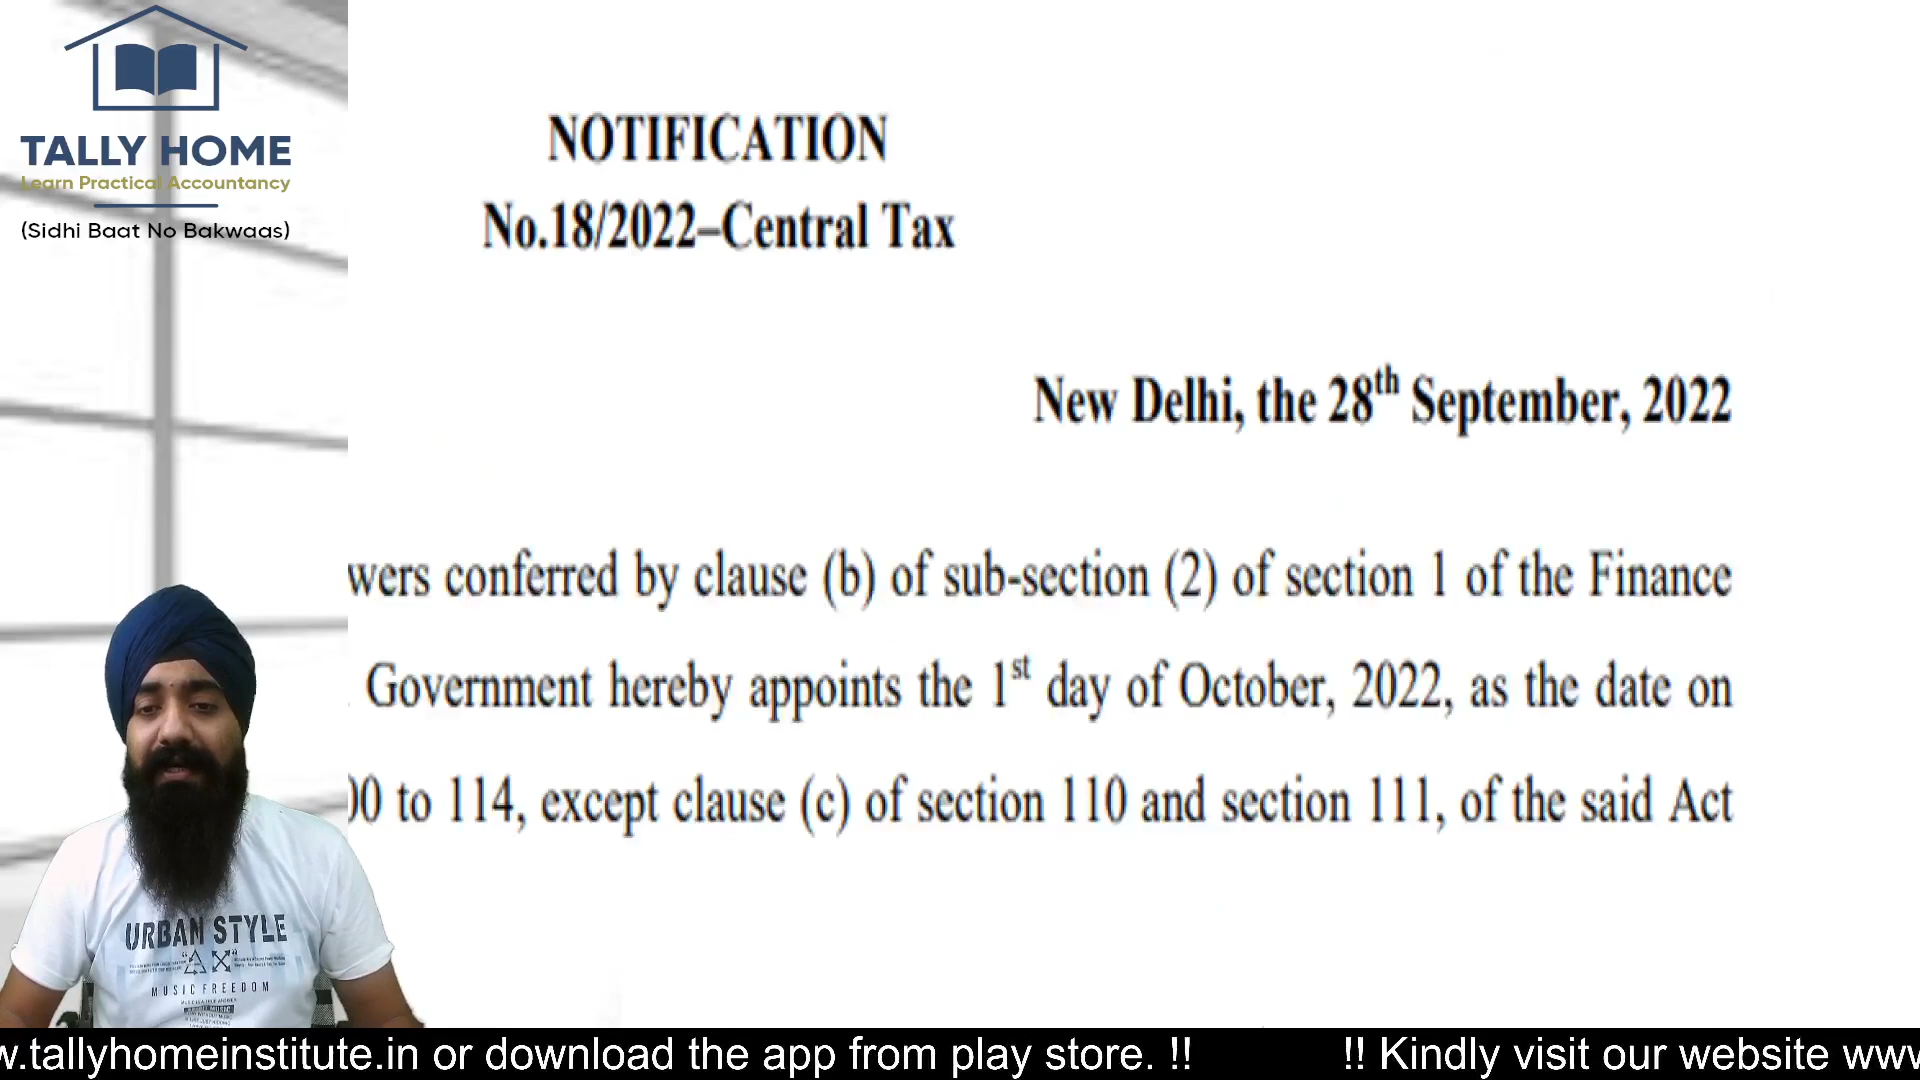 TALLY HOME
Learn Practical Accountancy
(Sidhi Baat No Bakwaas)
NOTIFICATION
No.18/2022–Central Tax
New Delhi, the 28th September, 2022
wers conferred by clause (b) of sub-section (2) of section 1 of the Finance
Government hereby appoints the 1st day of October, 2022, as the date on
00 to 114, except clause (c) of section 110 and section 111, of the said Act
URBAN STYLE
MUSIC FREEDOM
w.tallyhomeinstitute.in or download the app from play store. !! !! Kindly visit our website www